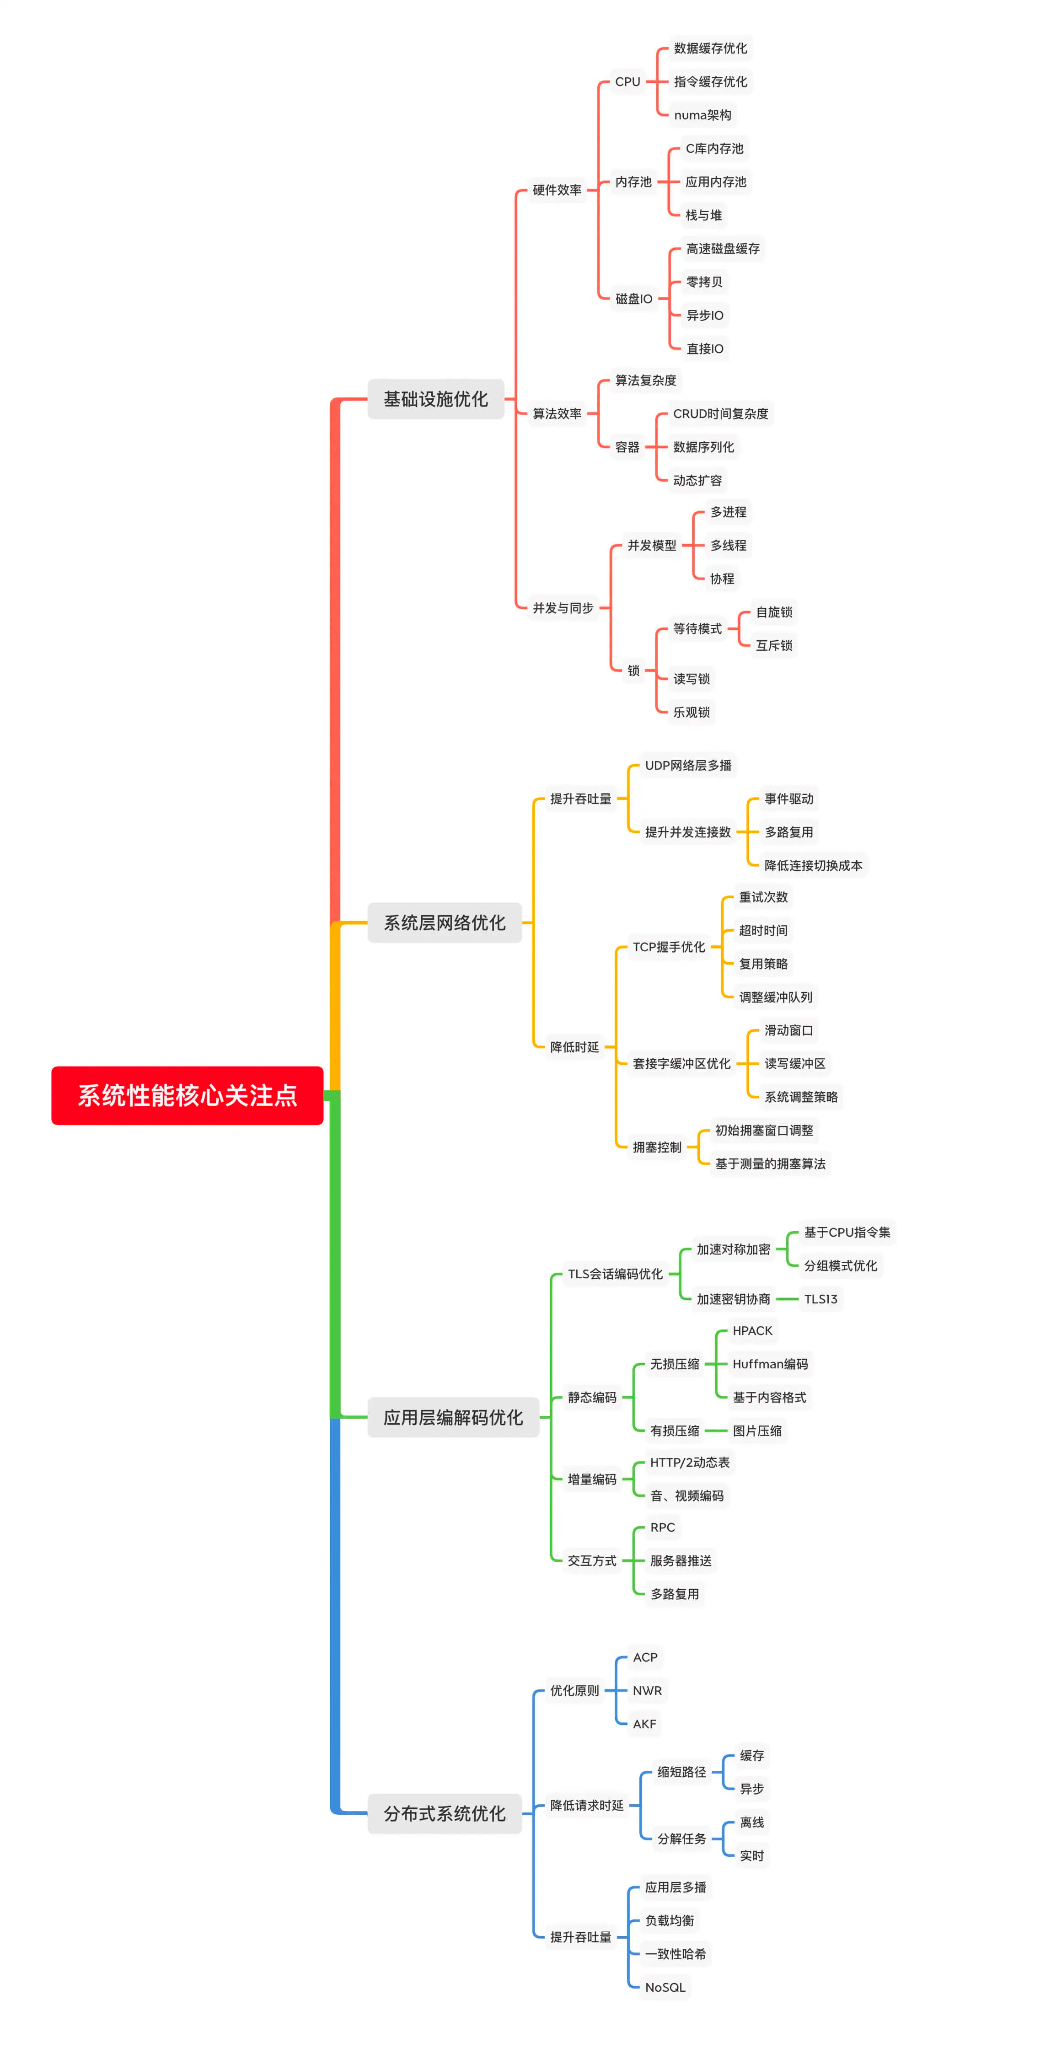 系统性能核心关注点
基础设施优化
硬件效率
CPU
数据缓存优化
指令缓存优化
numa架构
内存池
C库内存池
应用内存池
栈与堆
磁盘IO
高速磁盘缓存
零拷贝
异步IO
直接IO
算法效率
算法复杂度
容器
CRUD时间复杂度
数据序列化
动态扩容
并发与同步
并发模型
多进程
多线程
协程
锁
等待模式
自旋锁
互斥锁
读写锁
乐观锁
系统层网络优化
提升吞吐量
UDP网络层多播
提升并发连接数
事件驱动
多路复用
降低连接切换成本
降低时延
TCP握手优化
重试次数
超时时间
复用策略
调整缓冲队列
套接字缓冲区优化
滑动窗口
读写缓冲区
系统调整策略
拥塞控制
初始拥塞窗口调整
基于测量的拥塞算法
应用层编解码优化
TLS会话编码优化
加速对称加密
基于CPU指令集
分组模式优化
加速密钥协商
TLS13
静态编码
无损压缩
HPACK
Huffman编码
基于内容格式
有损压缩
图片压缩
增量编码
HTTP/2动态表
音、视频编码
交互方式
RPC
服务器推送
多路复用
分布式系统优化
优化原则
ACP
NWR
AKF
降低请求时延
缩短路径
缓存
异步
分解任务
离线
实时
提升吞吐量
应用层多播
负载均衡
一致性哈希
NoSQL